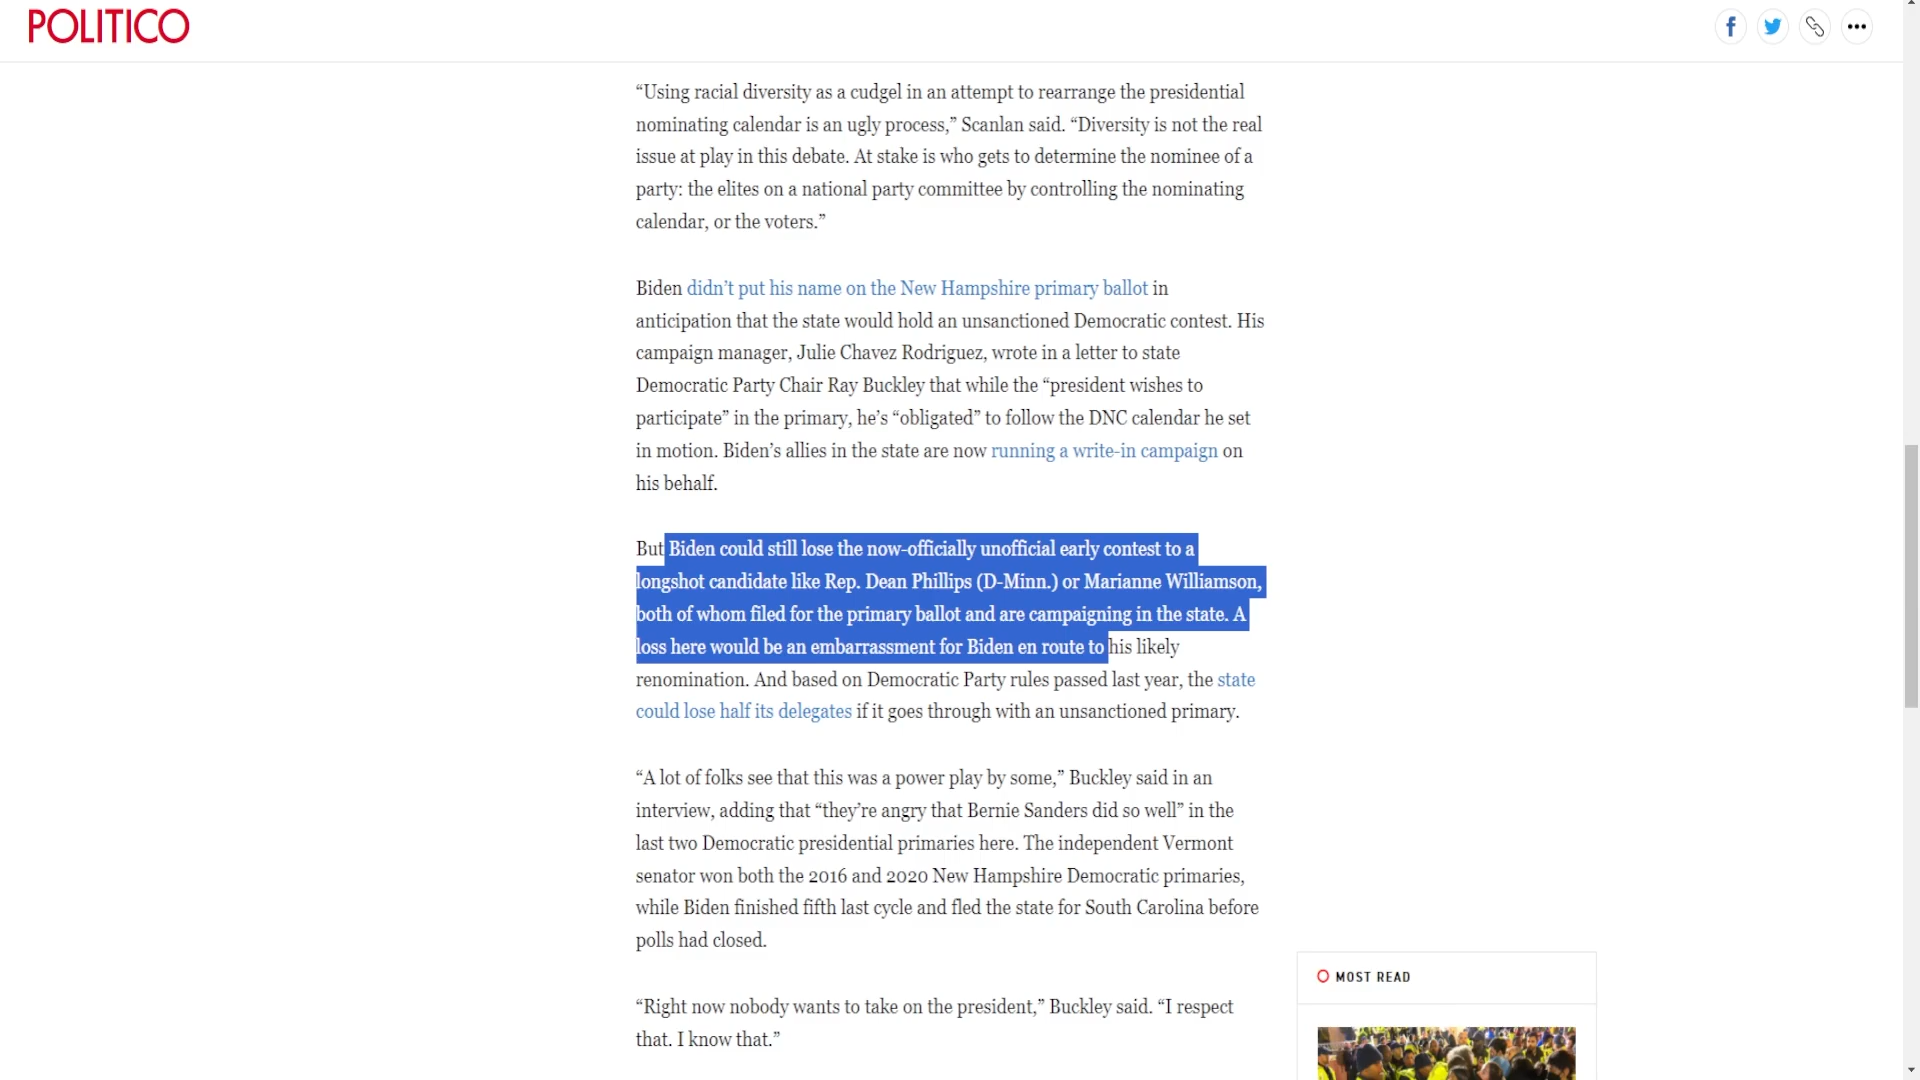 POLITICO
“Using racial diversity as a cudgel in an attempt to rearrange the presidential
nominating calendar is an ugly process,” Scanlan said. “Diversity is not the real
issue at play in this debate. At stake is who gets to determine the nominee of a
party: the elites on a national party committee by controlling the nominating
calendar, or the voters.”
Biden didn’t put his name on the New Hampshire primary ballot in
anticipation that the state would hold an unsanctioned Democratic contest. His
campaign manager, Julie Chavez Rodriguez, wrote in a letter to state
Democratic Party Chair Ray Buckley that while the “president wishes to
participate” in the primary, he’s “obligated” to follow the DNC calendar he set
in motion. Biden’s allies in the state are now running a write-in campaign on
his behalf.
But Biden could still lose the now-officially unofficial early contest to a
longshot candidate like Rep. Dean Phillips (D-Minn.) or Marianne Williamson,
both of whom filed for the primary ballot and are campaigning in the state. A
loss here would be an embarrassment for Biden en route to his likely
renomination. And based on Democratic Party rules passed last year, the state
could lose half its delegates if it goes through with an unsanctioned primary.
“A lot of folks see that this was a power play by some,” Buckley said in an
interview, adding that “they’re angry that Bernie Sanders did so well” in the
last two Democratic presidential primaries here. The independent Vermont
senator won both the 2016 and 2020 New Hampshire Democratic primaries,
while Biden finished fifth last cycle and fled the state for South Carolina before
polls had closed.
“Right now nobody wants to take on the president,” Buckley said. “I respect
that. I know that.”
MOST READ